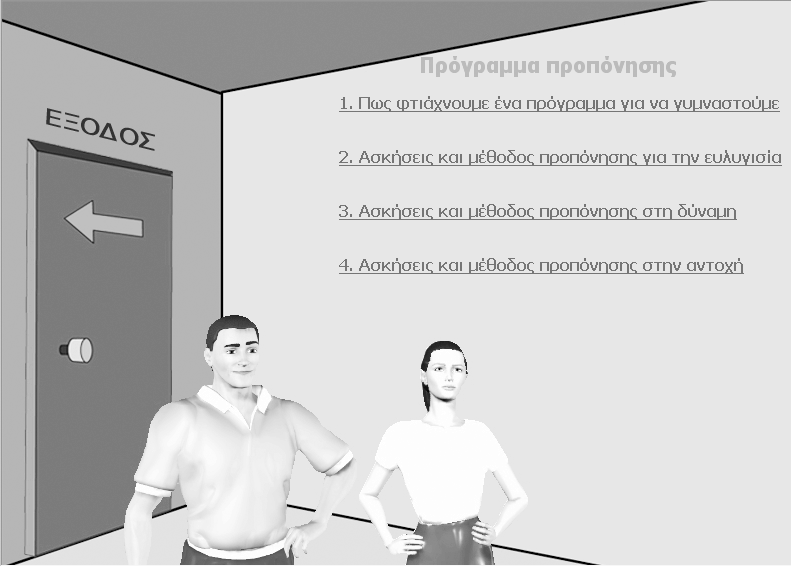 Πρόγραμμα προπόνησης
1. Πως φτιάχνουμε ένα πρόγραμμα για να γυμναστούμε
ΕΞΟΔΟΣ
2. Ασκήσεις και μέθοδος προπόνησης για την ευλυγισία
3. Ασκήσεις και μέθοδος προπόνησης στη δύναμη
4. Ασκήσεις και μέθοδος προπόνησης στην αντοχή